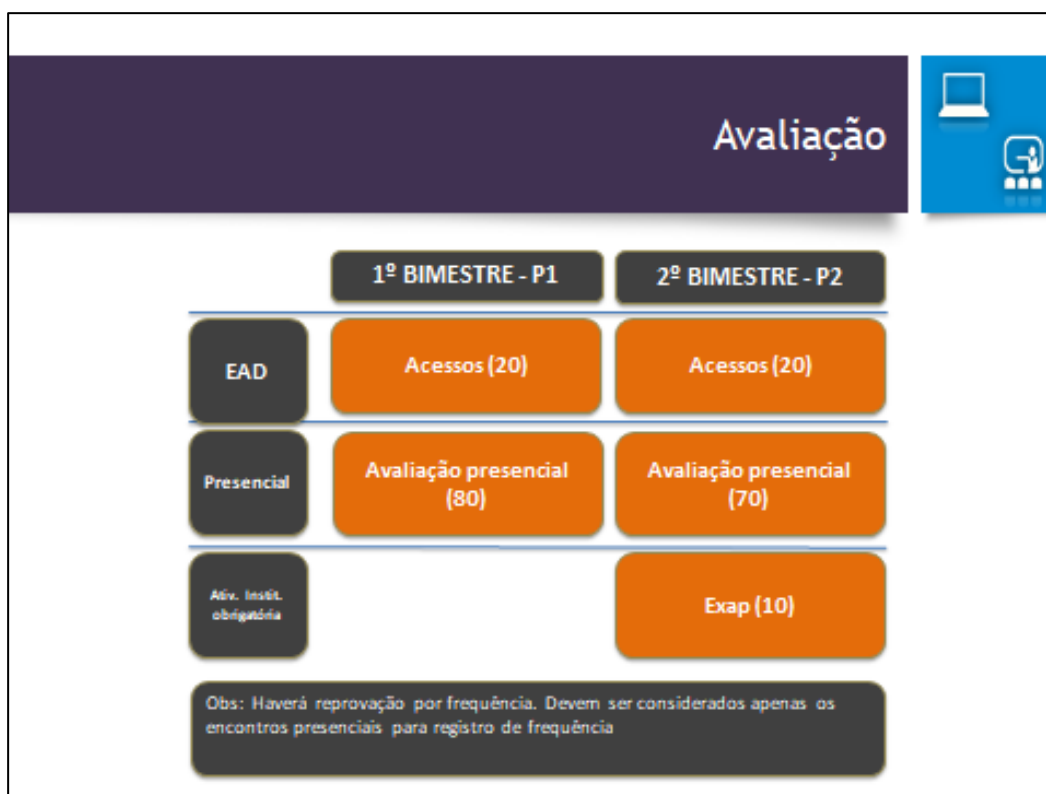 Avaliação
1º BIMESTRE - P1
2º BIMESTRE - P2
EAD
Acessos (20)
Acessos (20)
Presencial
Avaliação presencial
(80)
Avaliação presencial
(70)
Ativ. Instit.
obrigatória
Exap (10)
Obs: Haverá reprovação por frequência. Devem ser considerados apenas os
encontros presenciais para registro de frequência